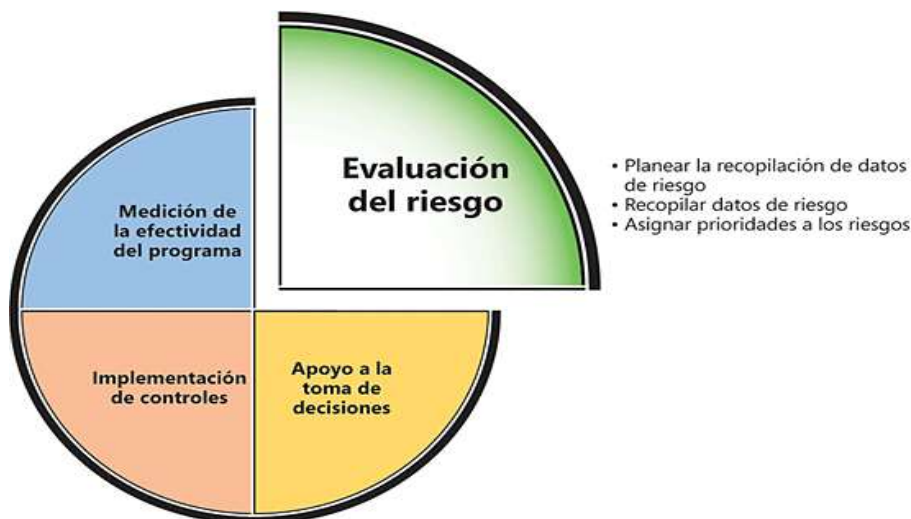 Evaluación
del riesgo
• Planear la recopilación de datos
de riesgo
• Recopilar datos de riesgo
• Asignar prioridades a los riesgos
Medición de
la efectividad
del programa
Implementación
de controles
Apoyo a la
toma de
decisiones